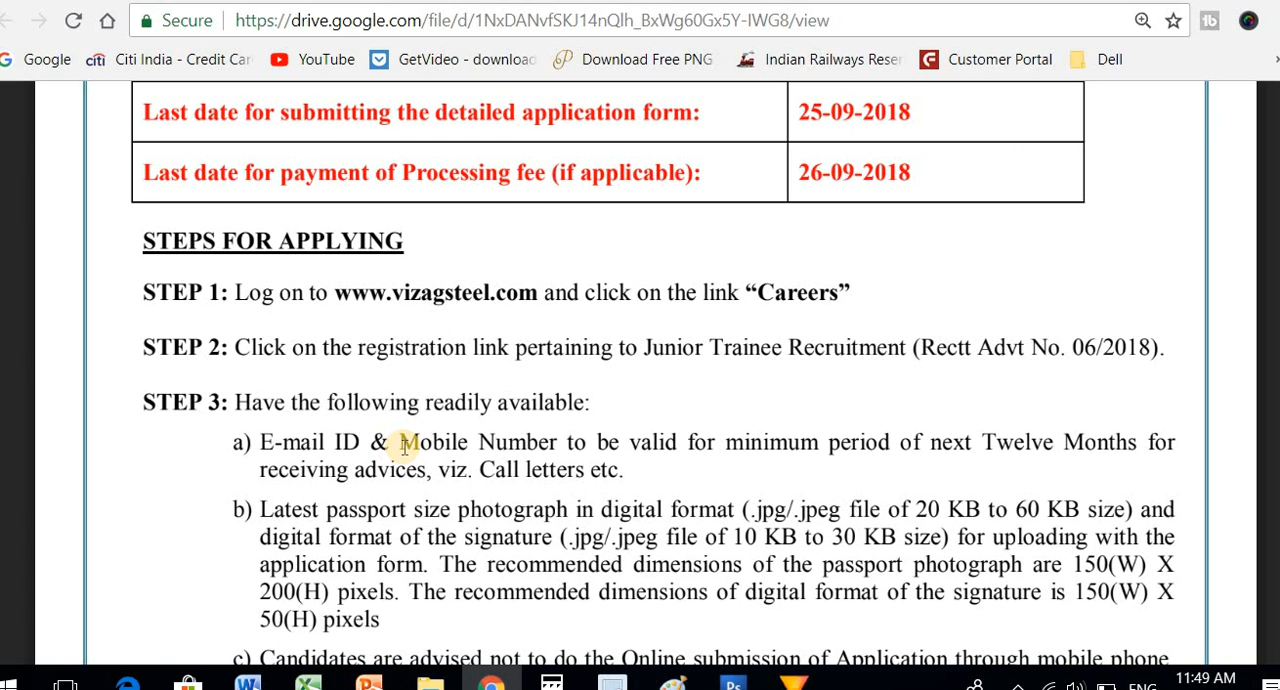 Secure https://drive.google.com/file/d/1NxDANvfSKJ14nQlh_BxWg60Gx5Y-IWG8/view
Google citi Citi India - Credit Car YouTube GetVideo - download Download Free PNG Indian Railways Reser Customer Portal Dell
Last date for submitting the detailed application form: 25-09-2018
Last date for payment of Processing fee (if applicable): 26-09-2018
STEPS FOR APPLYING
STEP 1: Log on to www.vizagsteel.com and click on the link “Careers”
STEP 2: Click on the registration link pertaining to Junior Trainee Recruitment (Rectt Advt No. 06/2018).
STEP 3: Have the following readily available:
a) E-mail ID & Mobile Number to be valid for minimum period of next Twelve Months for
receiving advices, viz. Call letters etc.
b) Latest passport size photograph in digital format (.jpg/.jpeg file of 20 KB to 60 KB size) and
digital format of the signature (.jpg/.jpeg file of 10 KB to 30 KB size) for uploading with the
application form. The recommended dimensions of the passport photograph are 150(W) X
200(H) pixels. The recommended dimensions of digital format of the signature is 150(W) X
50(H) pixels
c) Candidates are advised not to do the Online submission of Application through mobile phone.
11:49 AM
ENG